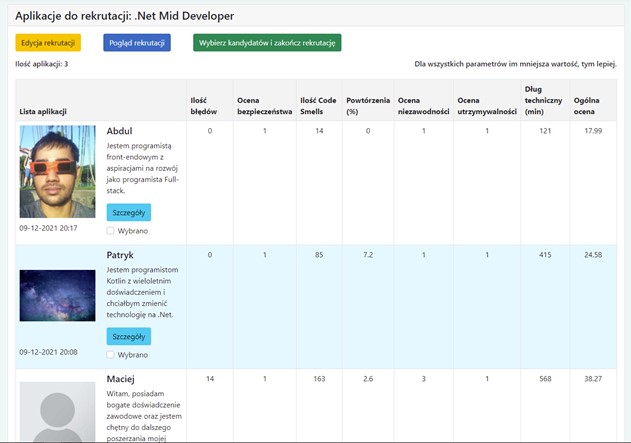 Aplikacje do rekrutacji: .Net Mid Developer
Edycja rekrutacji
Pogląd rekrutacji
Wybierz kandydatów i zakończ rekrutację
Ilość aplikacji: 3
Dla wszystkich parametrów im mniejsza wartość, tym lepiej.
Lista aplikacji
Ilość
błędów
Ocena
bezpieczeństwa
Ilość Code
Smells
Powtórzenia
(%)
Ocena
niezawodności
Ocena
utrzymywalności
Dług
techniczny
(min)
Ogólna
ocena
Abdul
Jestem programistą
front-endowym z
aspiracjami na rozwój
jako programista Full-
stack.
Szczegóły
Wybrano
09-12-2021 20:17
0 1 14 0 1 1 121 17.99
Patryk
Jestem programistom
Kotlin z wieloletnim
doświadczeniem i
chciałbym zmienić
technologię na .Net.
Szczegóły
Wybrano
09-12-2021 20:08
0 1 85 7.2 1 1 415 24.58
Maciej
Witam, posiadam
bogate doświadczenie
zawodowe oraz jestem
chętny do dalszego
poszerzania mojej
14 1 163 2.6 3 1 568 38.27